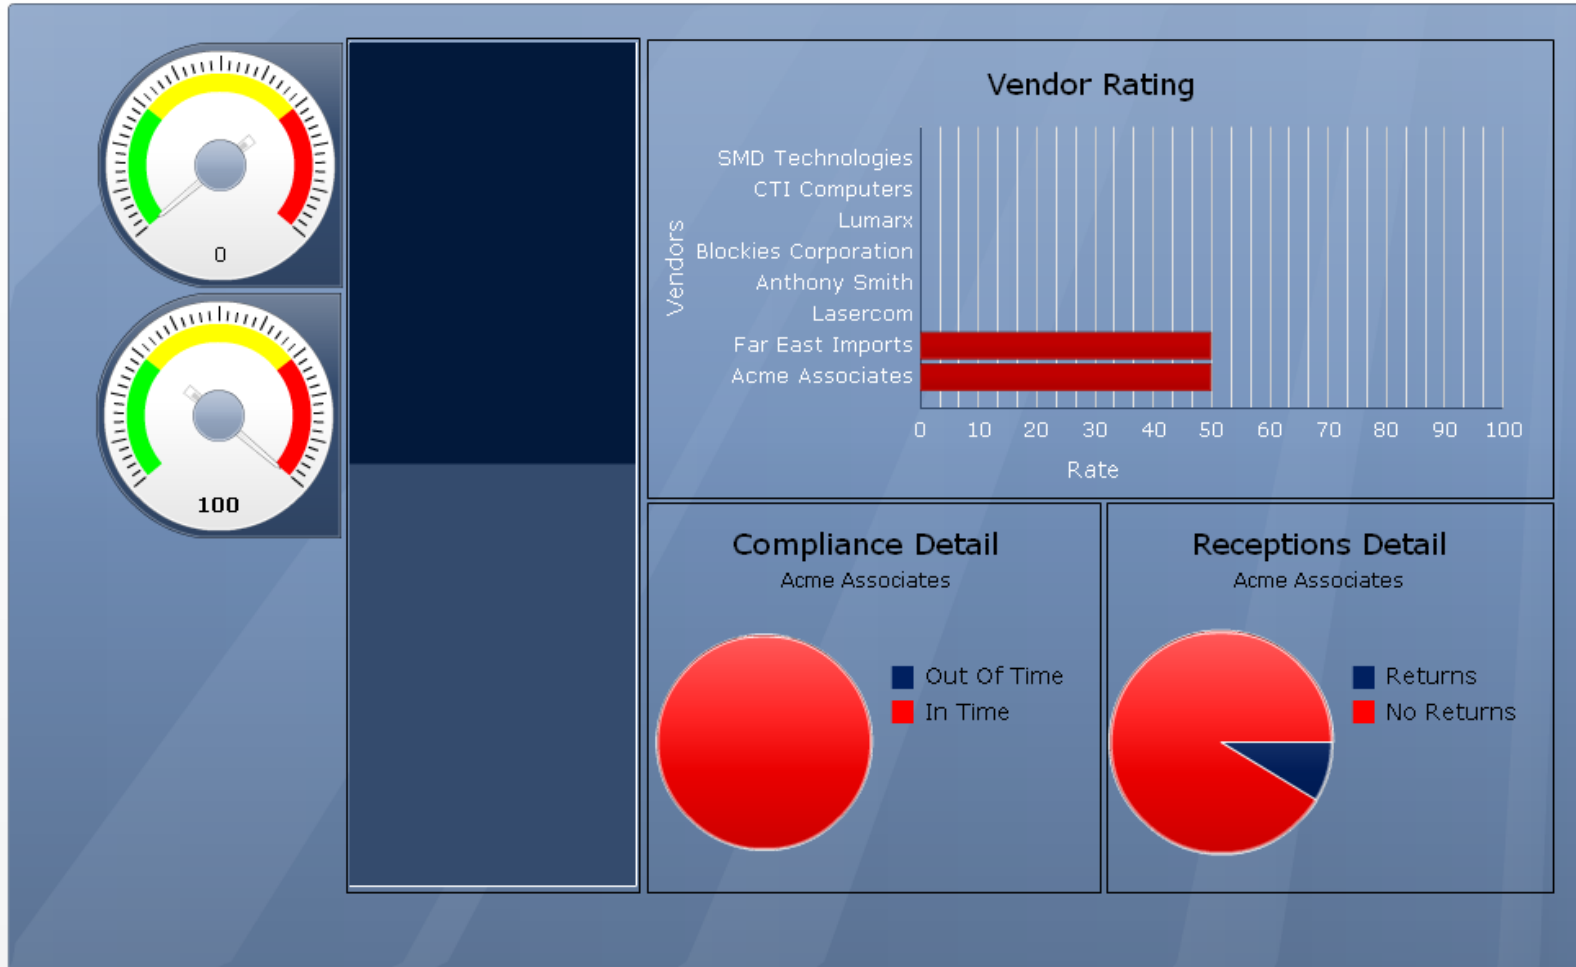 0
100
Vendor Rating
Vendors
SMD Technologies
CTI Computers
Lumarx
Blockies Corporation
Anthony Smith
Lasercom
Far East Imports
Acme Associates
0 10 20 30 40 50 60 70 80 90 100
Rate
Compliance Detail
Acme Associates
Out Of Time
In Time
Receptions Detail
Acme Associates
Returns
No Returns